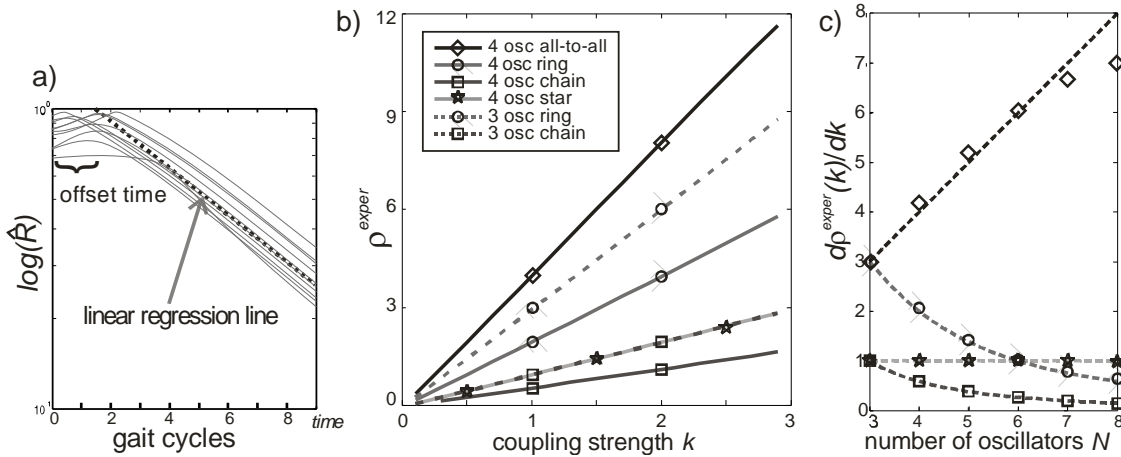 a)
10⁰
log(R̂)
10¹
offset time
linear regression line
0 2 4 6 8 time
gait cycles
b)
ρᵉˣᵖᵉʳ
12
9
6
3
0
4 osc all-to-all
4 osc ring
4 osc chain
4 osc star
3 osc ring
3 osc chain
0 1 2 3
coupling strength k
c)
dρᵉˣᵖᵉʳ(k)/dk
8
7
6
5
4
3
2
1
0
3 4 5 6 7 8
number of oscillators N